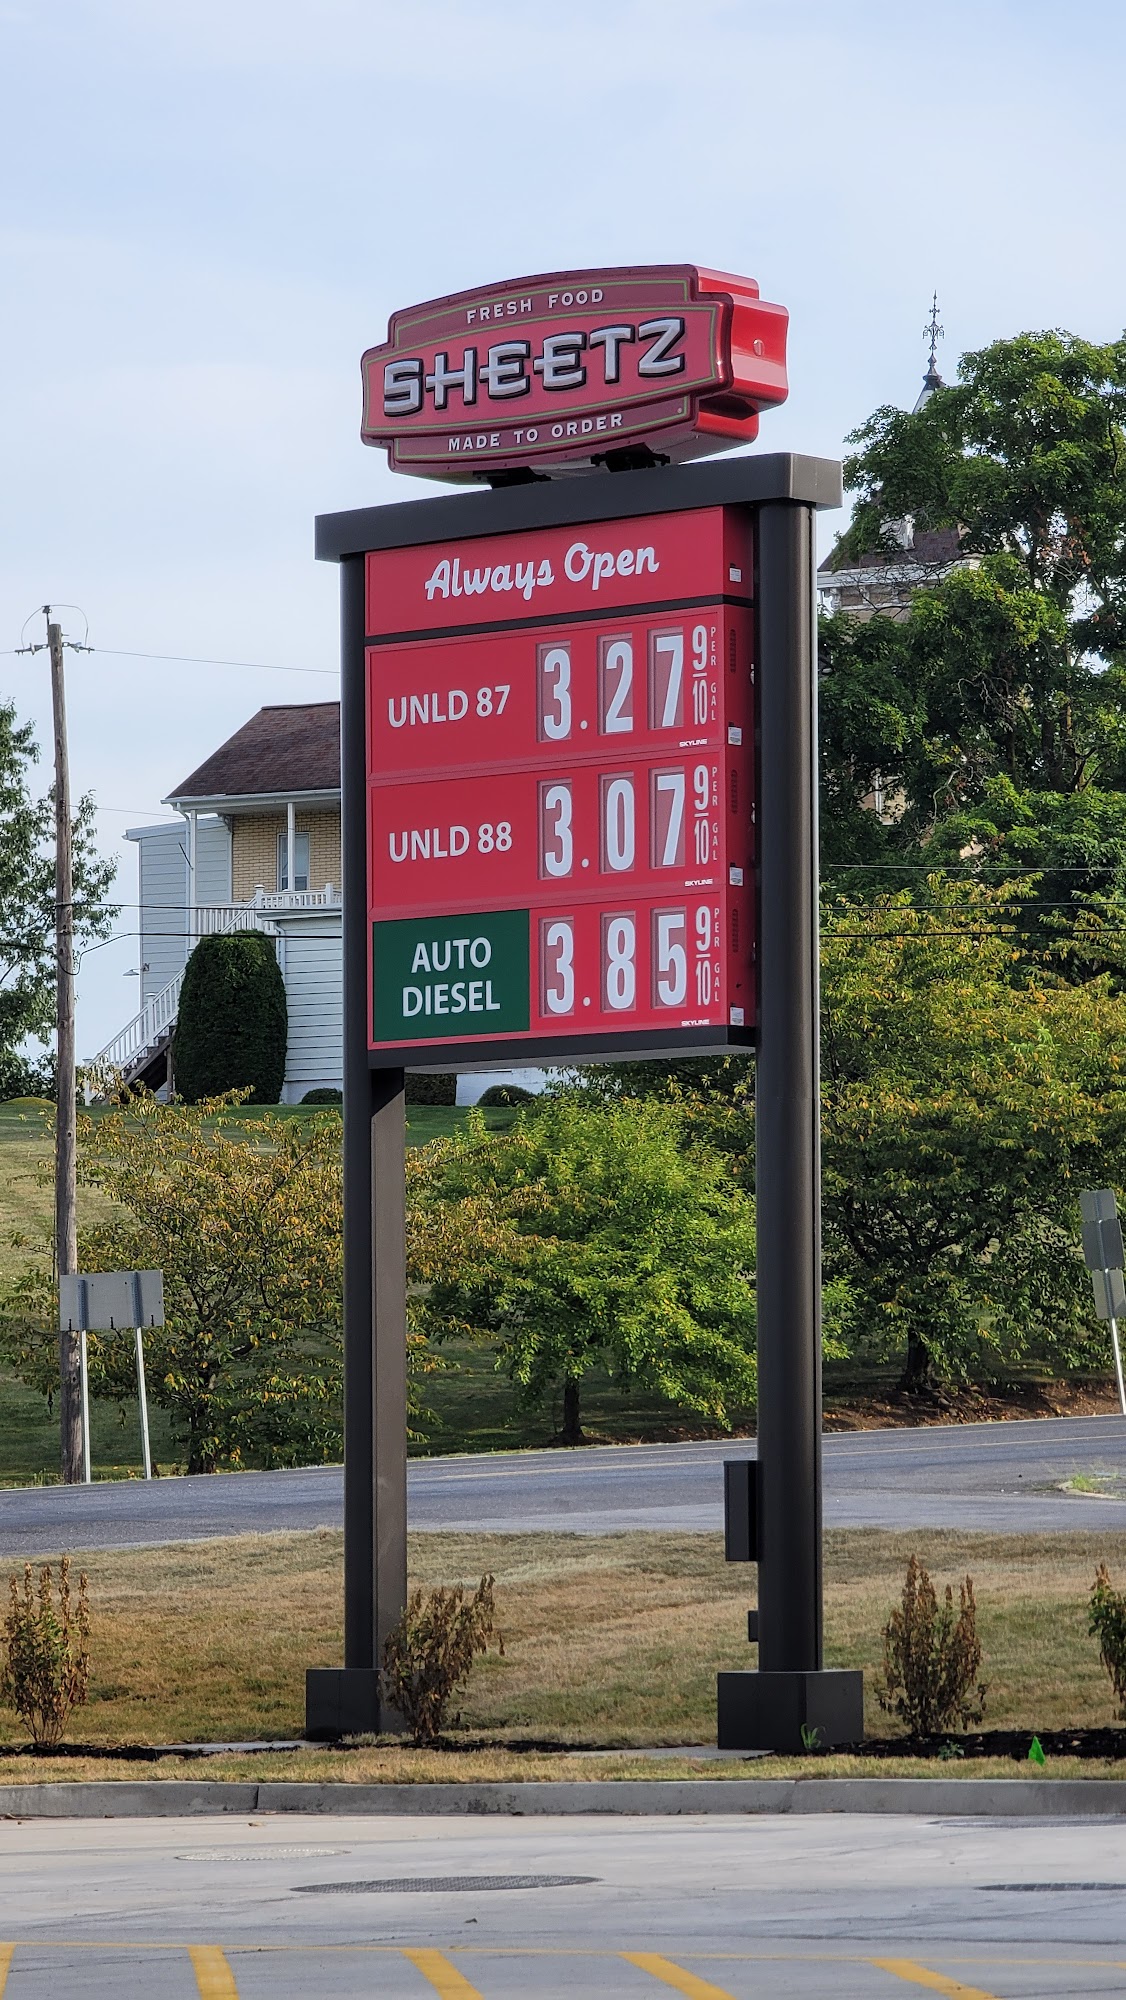 FRESH FOOD
SHEETZ
MADE TO ORDER
Always Open
UNLD 87 3.27 9/10 PER GAL
SKYLINE
UNLD 88 3.07 9/10 PER GAL
SKYLINE
AUTO DIESEL 3.85 9/10 PER GAL
SKYLINE